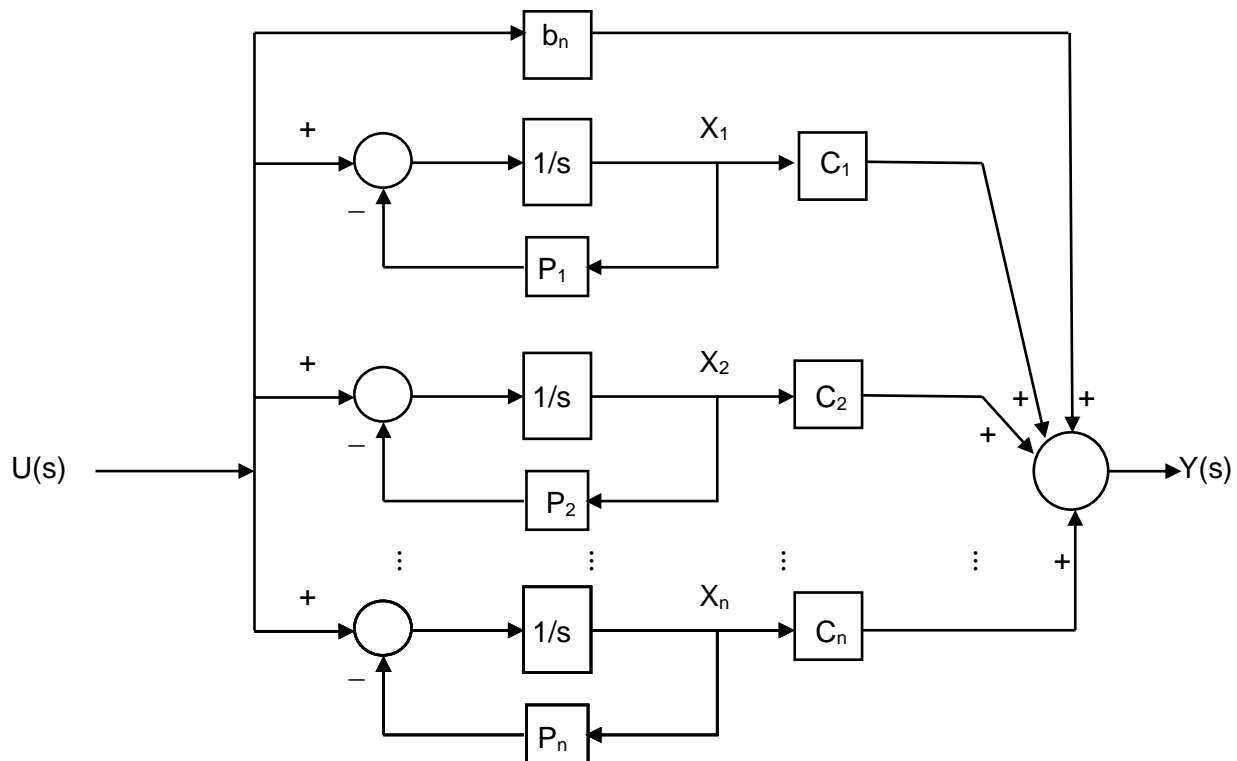 bₙ
+ X₁
1/s C₁
−
P₁
+ X₂
1/s C₂ + +
− +
U(s) Y(s)
P₂
⋮ ⋮ ⋮ ⋮ +
+ Xₙ
1/s Cₙ
−
Pₙ